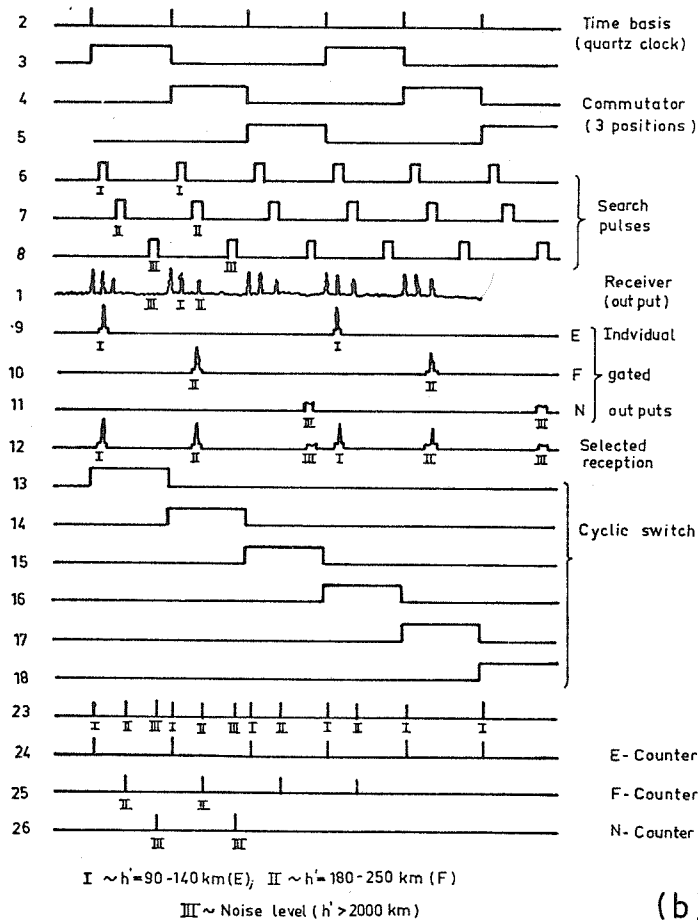 2 Time basis
(quartz clock)
3
4 Commutator
5 (3 positions)
6
I I
7 Search
II II pulses
8
III III
1 Receiver
III I II (output)
9 E Indvidual
I I
10 F gated
II II
11 N outputs
III III
12 Selected
I II III I II III reception
13
14 Cyclic switch
15
16
17
18
23
I II III I II III I II I II I I
24
E-Counter
25 F-Counter
II II
26 N-Counter
III III
I ~ h'=90-140 km(E); II ~ h'= 180-250 km (F)
III ~ Noise level (h' > 2000 km)
(b